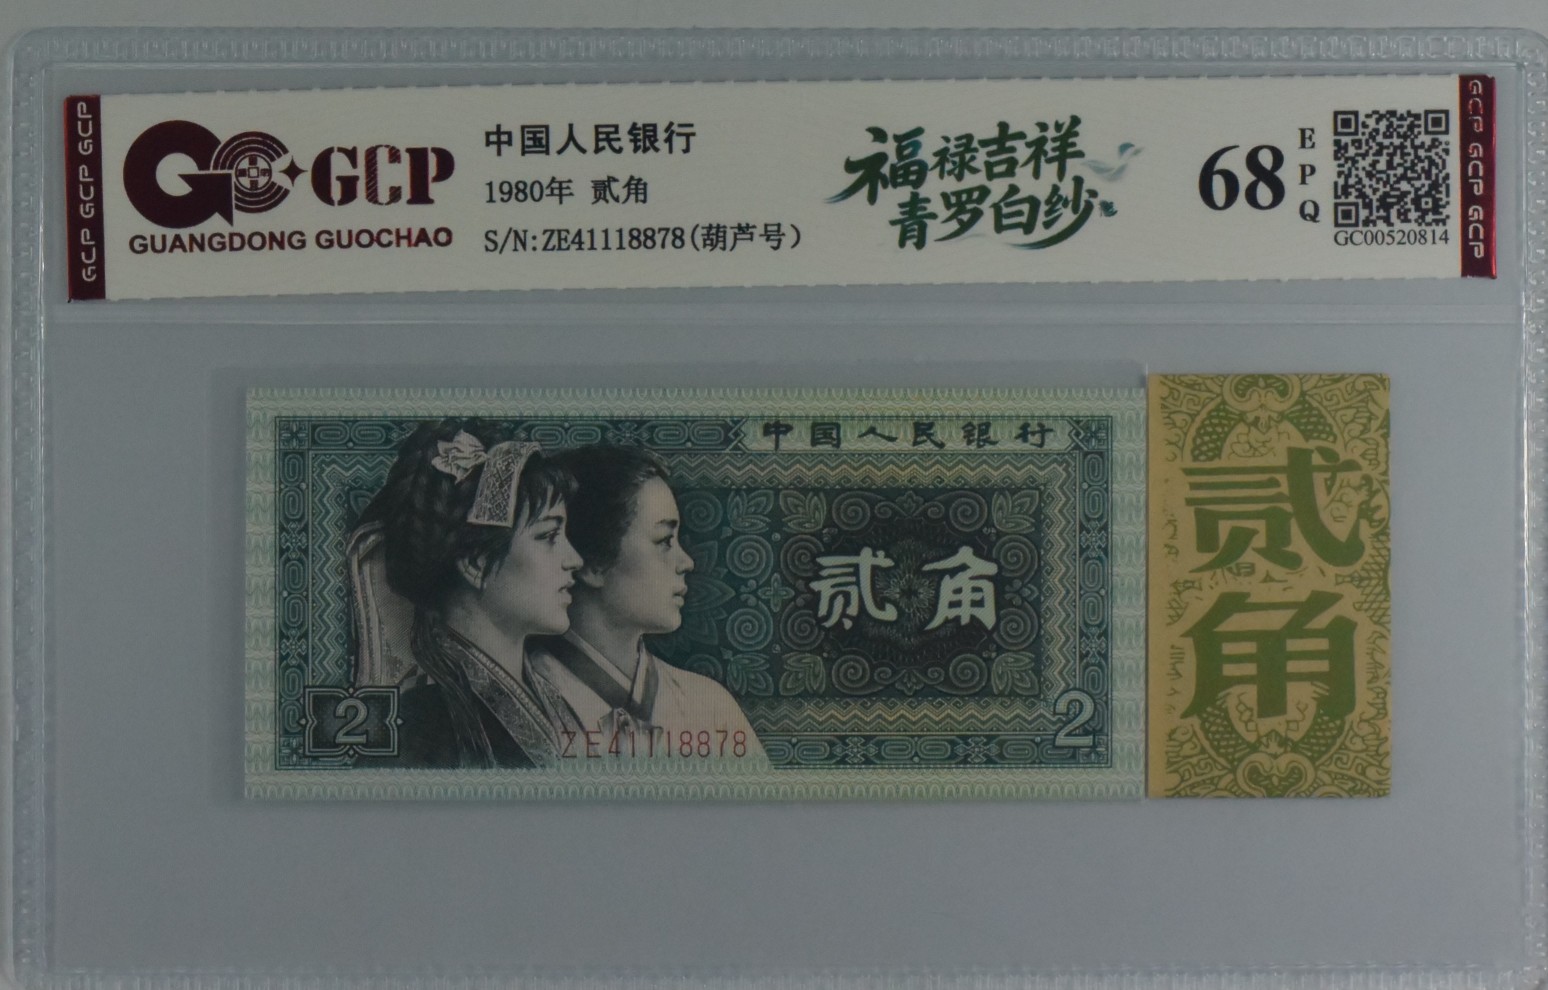 GCP GCP GCP
GCP
GUANGDONG GUOCHAO
中国人民银行
1980年 贰角
S/N:ZE41118878(葫芦号)
福禄吉祥
青罗白纱
68
EPQ
GC00520814
GCP GCP GCP
中国人民银行
贰角
2
2
ZE41118878
贰角